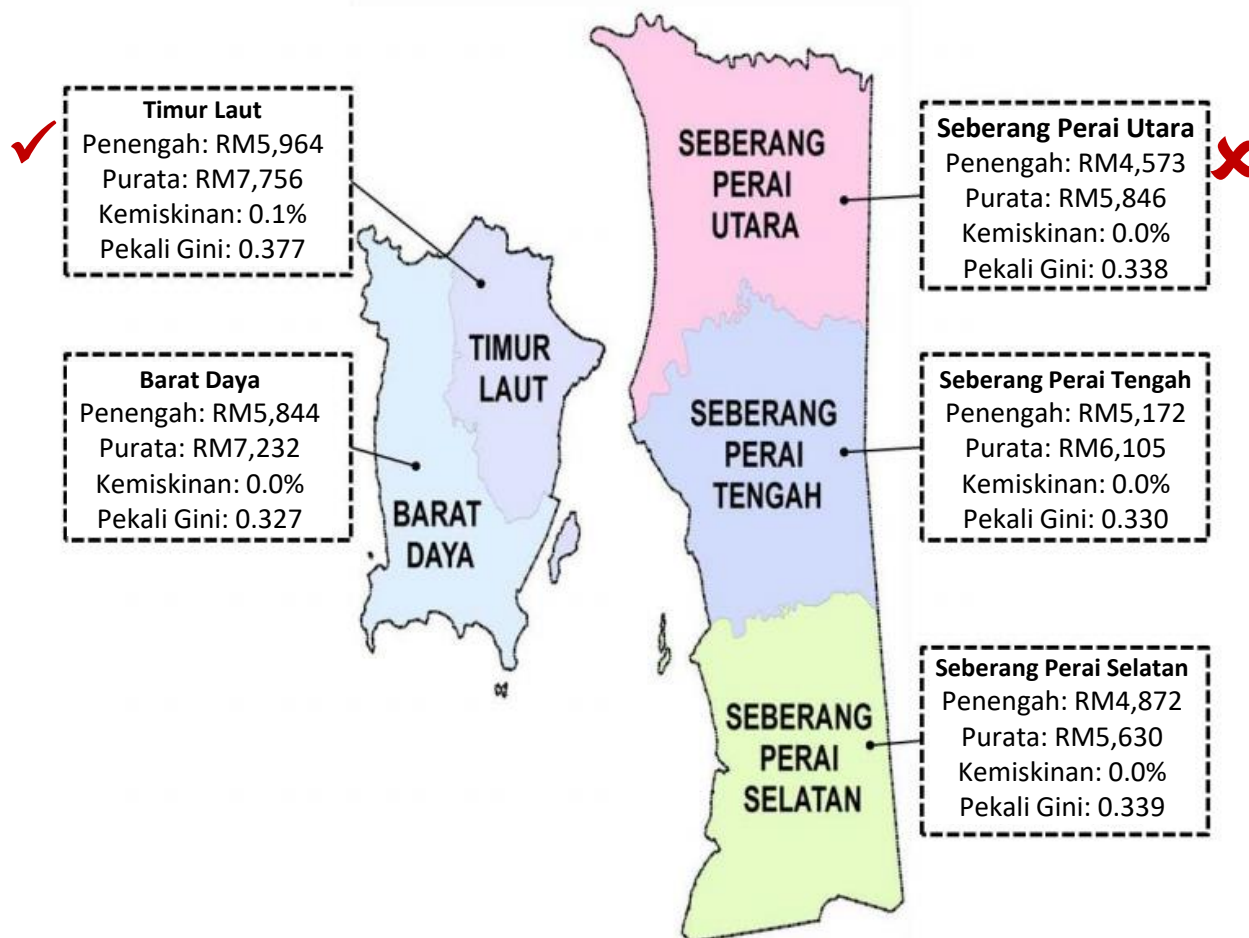 Timur Laut
Penengah: RM5,964
Purata: RM7,756
Kemiskinan: 0.1%
Pekali Gini: 0.377
Barat Daya
Penengah: RM5,844
Purata: RM7,232
Kemiskinan: 0.0%
Pekali Gini: 0.327
TIMUR
LAUT
BARAT
DAYA
SEBERANG
PERAI
UTARA
SEBERANG
PERAI
TENGAH
SEBERANG
PERAI
SELATAN
Seberang Perai Utara
Penengah: RM4,573
Purata: RM5,846
Kemiskinan: 0.0%
Pekali Gini: 0.338
Seberang Perai Tengah
Penengah: RM5,172
Purata: RM6,105
Kemiskinan: 0.0%
Pekali Gini: 0.330
Seberang Perai Selatan
Penengah: RM4,872
Purata: RM5,630
Kemiskinan: 0.0%
Pekali Gini: 0.339